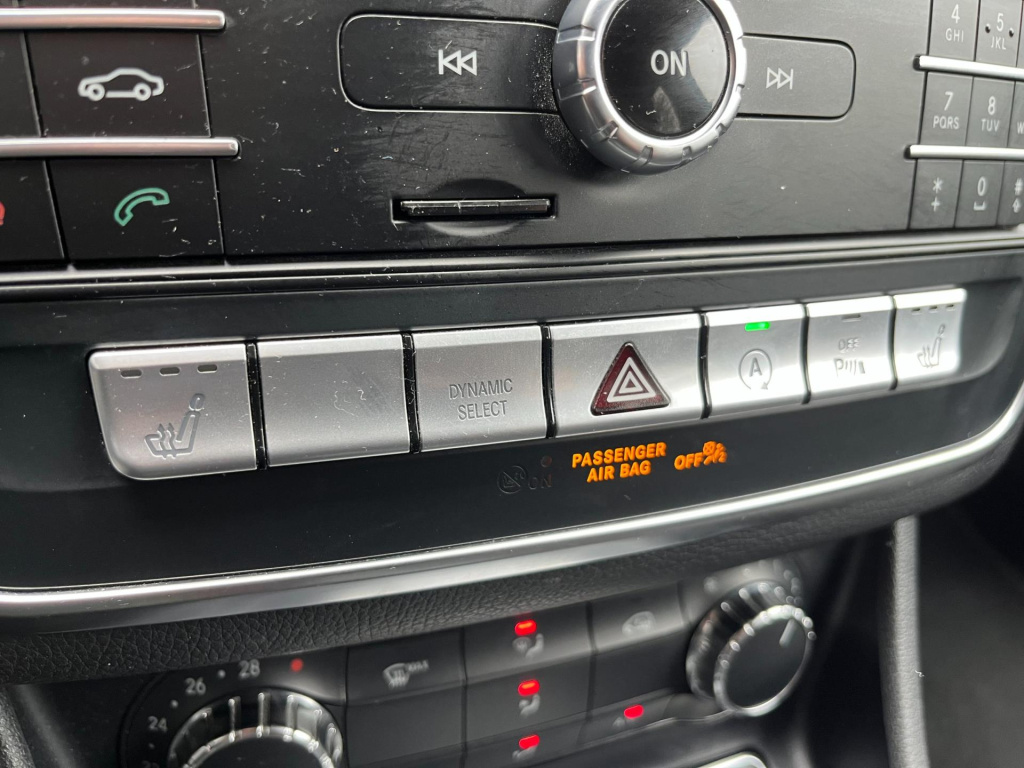 ON
4
GHI
5
JKL
7
PQRS
8
TUV
*
+
0
#
DYNAMIC
SELECT
A
OFF
P
ON
PASSENGER
AIR BAG
OFF
28
26
24
MAX